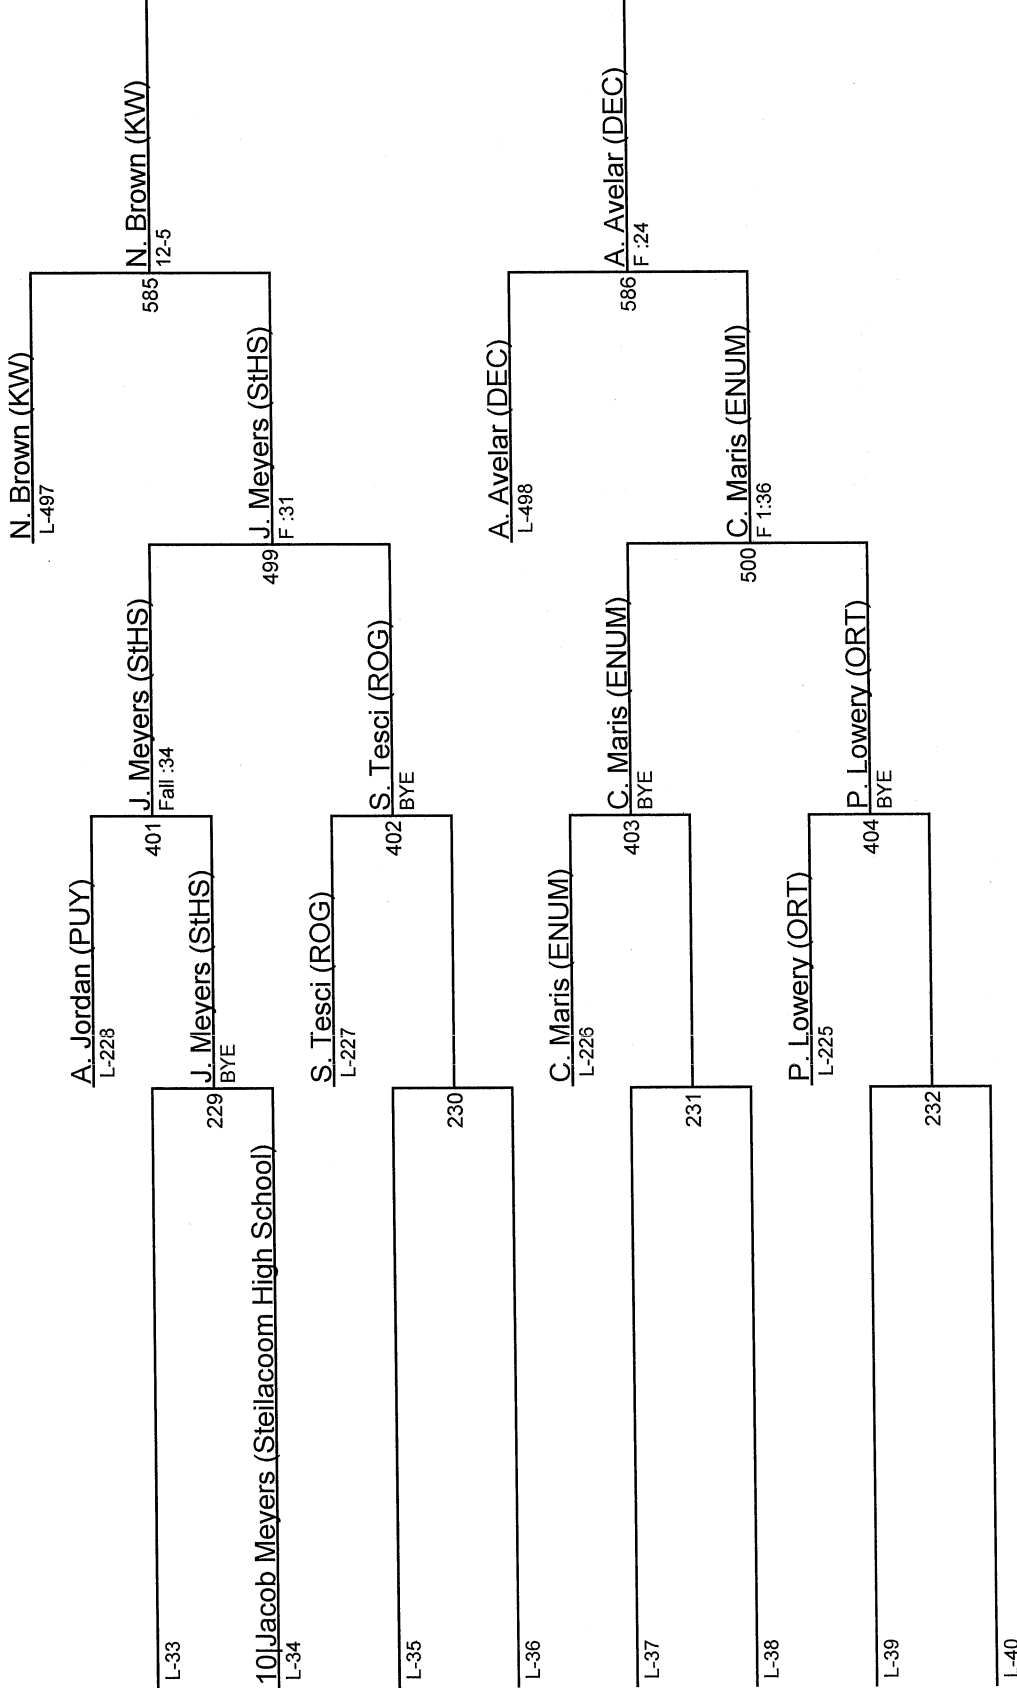 L-33
10|Jacob Meyers (Steilacoom High School)
L-34
L-35
L-36
L-37
L-38
L-39
L-40
229
230
231
232
A. Jordan (PUY)
L-228
J. Meyers (StHS)
BYE
S. Tesci (ROG)
L-227
C. Maris (ENUM)
L-226
P. Lowery (ORT)
L-225
401
402
403
404
J. Meyers (StHS)
Fall :34
S. Tesci (ROG)
BYE
C. Maris (ENUM)
BYE
P. Lowery (ORT)
BYE
499
500
N. Brown (KW)
L-497
J. Meyers (StHS)
F :31
A. Avelar (DEC)
L-498
C. Maris (ENUM)
F 1:36
585
586
N. Brown (KW)
12-5
A. Avelar (DEC)
F :24